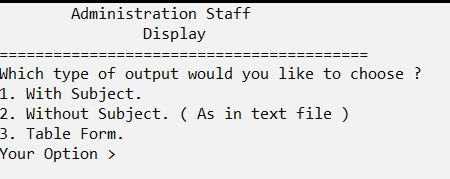 Administration Staff
Display
=========================================
Which type of output would you like to choose ?
1. With Subject.
2. Without Subject. ( As in text file )
3. Table Form.
Your Option >